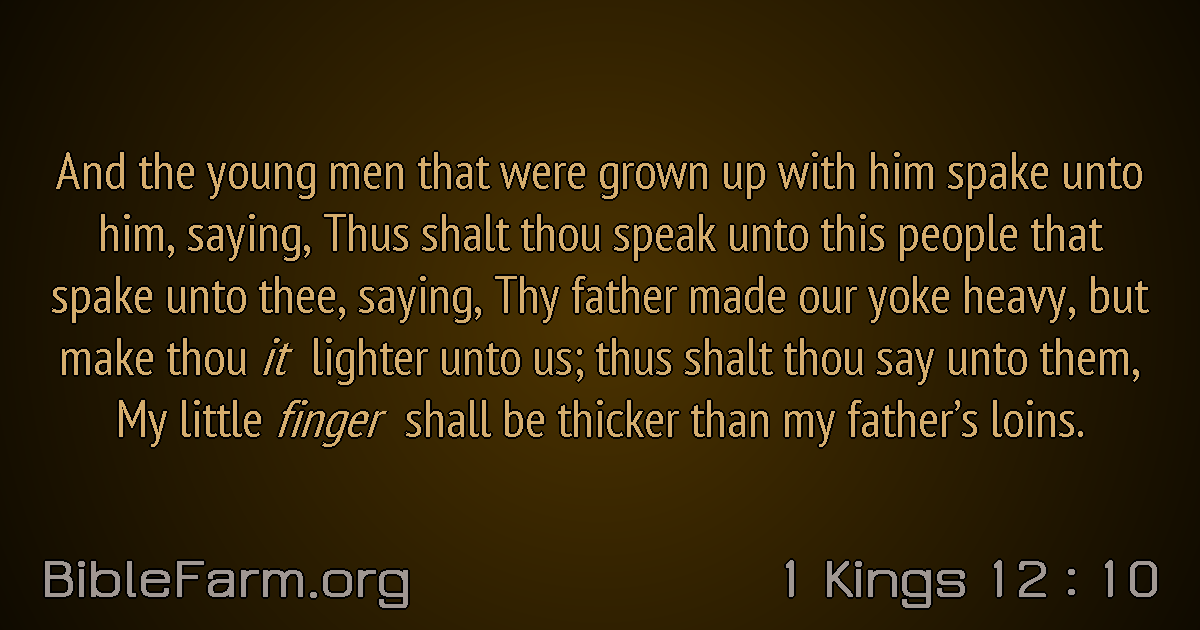 And the young men that were grown up with him spake unto
him, saying, Thus shalt thou speak unto this people that
spake unto thee, saying, Thy father made our yoke heavy, but
make thou it lighter unto us; thus shalt thou say unto them,
My little finger shall be thicker than my father’s loins.
BibleFarm.org
1 Kings 12 : 10